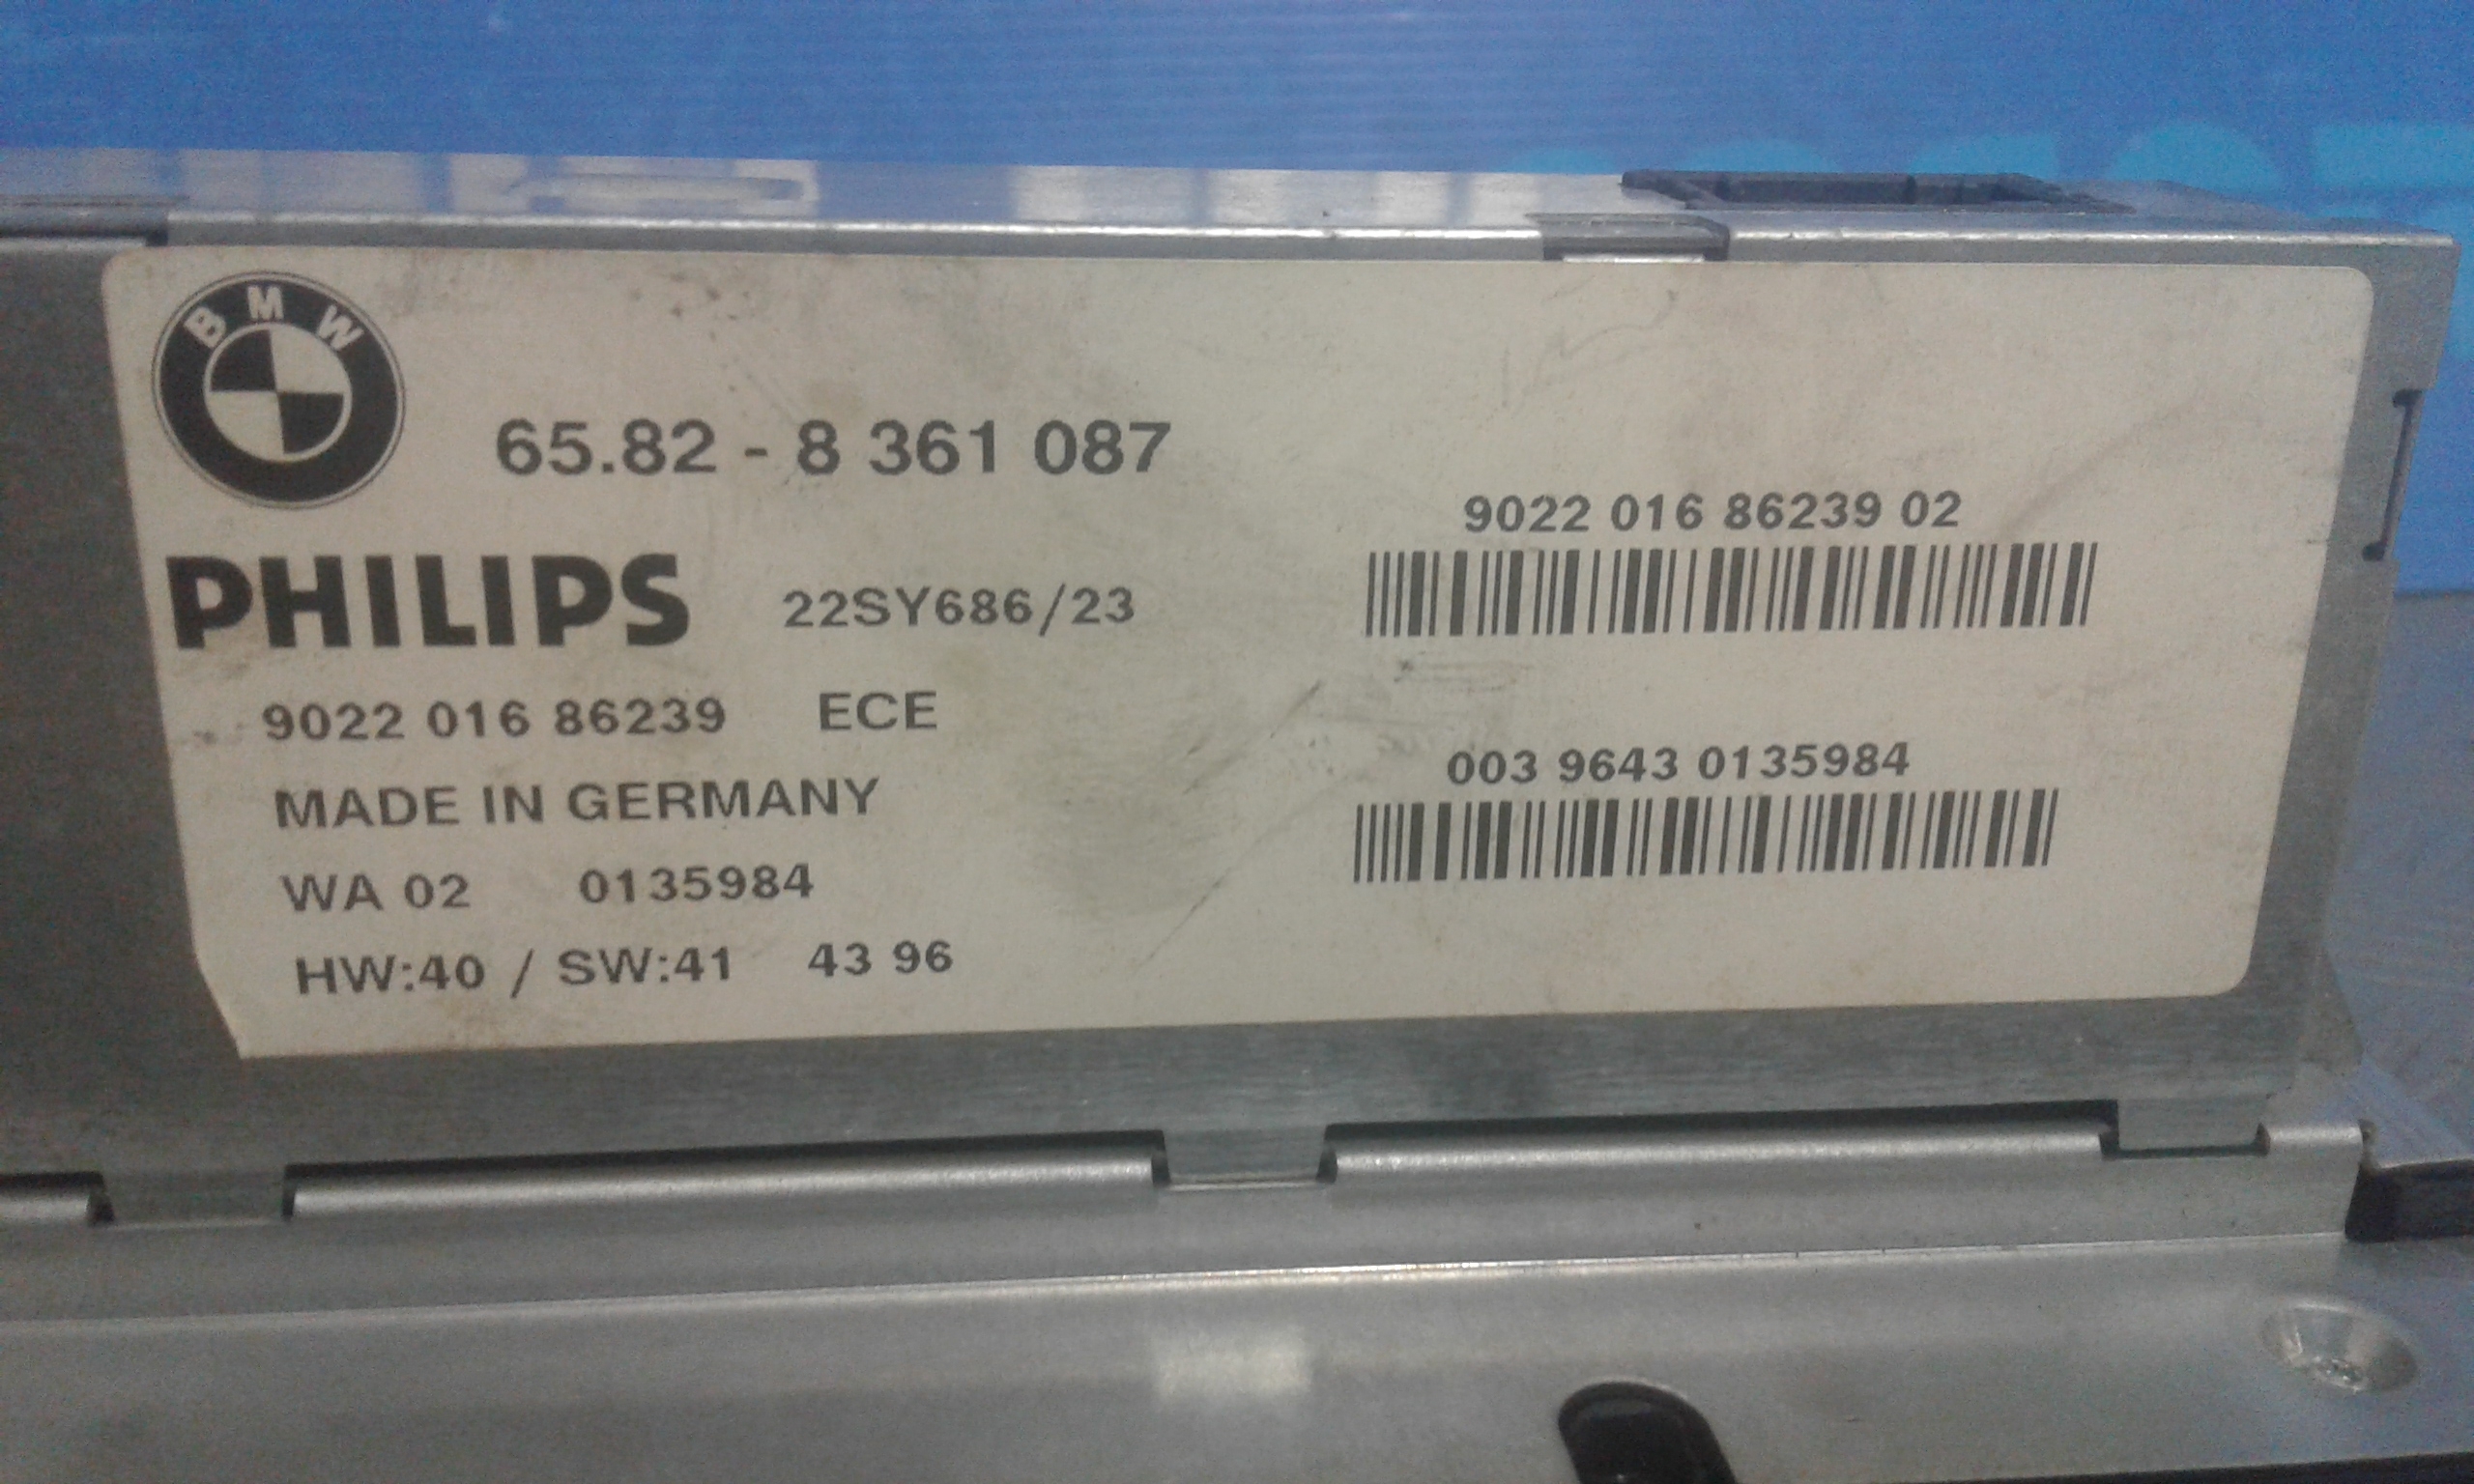 BMW
65.82 - 8 361 087
PHILIPS 22SY686/23
9022 016 86239 ECE
MADE IN GERMANY
WA 02 0135984
HW:40 / SW:41 43 96
9022 016 86239 02
003 9643 0135984